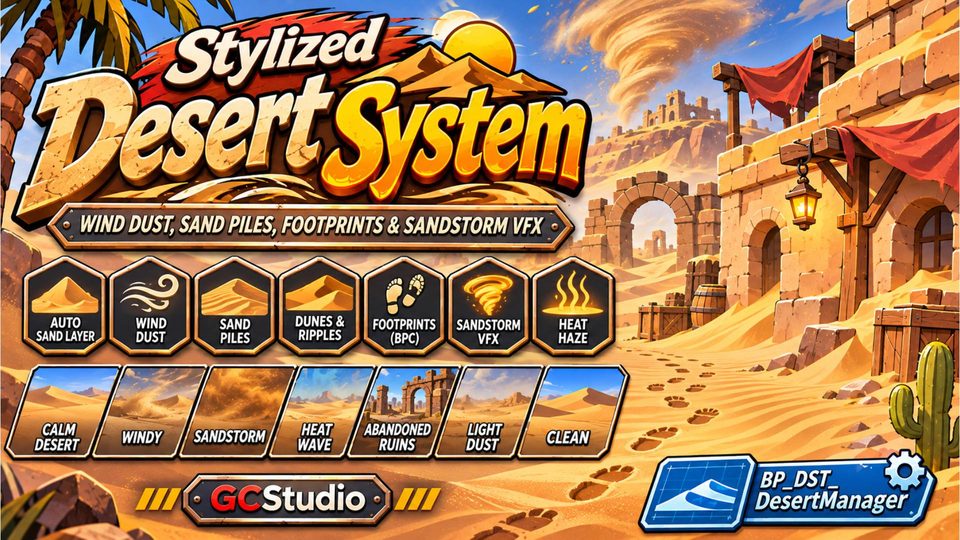 Stylized
Desert System
WIND DUST, SAND PILES, FOOTPRINTS & SANDSTORM VFX
AUTO
SAND LAYER
WIND
DUST
SAND
PILES
DUNES &
RIPPLES
FOOTPRINTS
(BPC)
SANDSTORM
VFX
HEAT
HAZE
CALM
DESERT
WINDY
SANDSTORM
HEAT
WAVE
ABANDONED
RUINS
LIGHT
DUST
CLEAN
GCStudio
BP_DST_
DesertManager